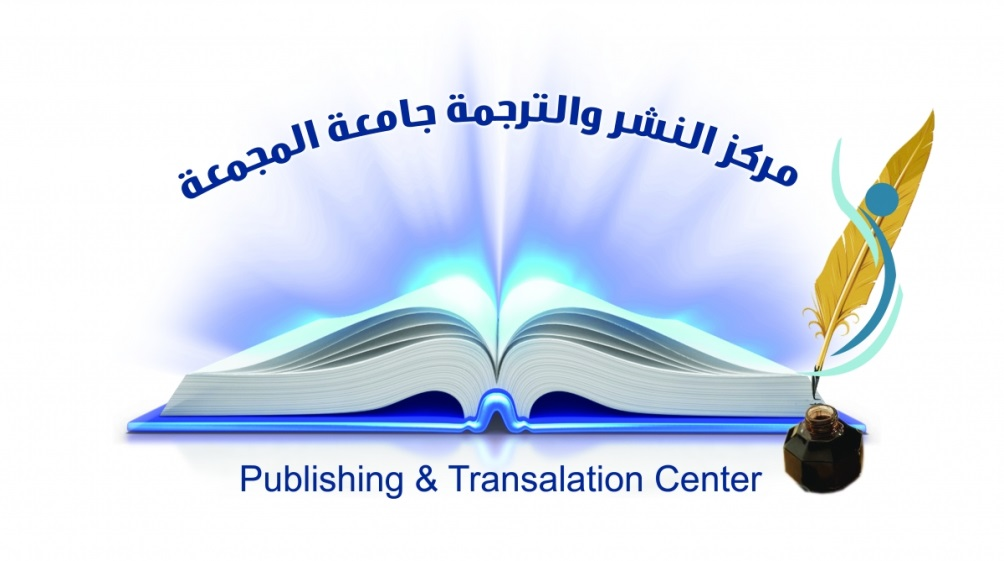 مركز النشر والترجمة جامعة المجمعة
Publishing & Transalation Center